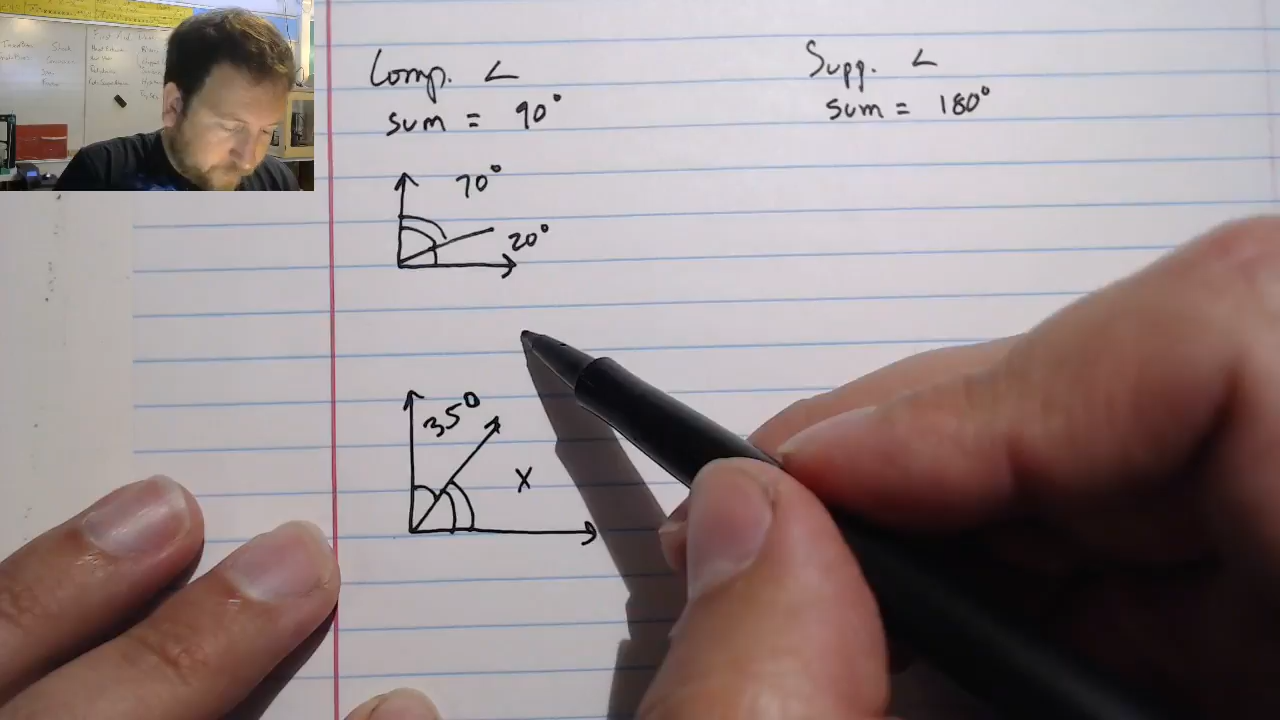 Comp. ∠
sum = 90°
70°
20°
35°
x
Supp. ∠
sum = 180°